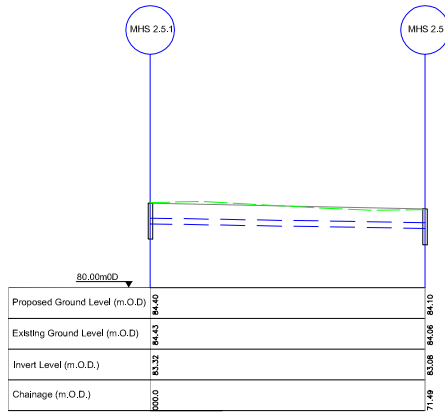 MHS 2.5.1 MHS 2.5
80.00m0D
Proposed Ground Level (m.O.D) 84.40 84.10
Existing Ground Level (m.O.D) 84.43 84.06
Invert Level (m.O.D.) 83.32 83.08
Chainage (m.O.D.) 000.0 71.49